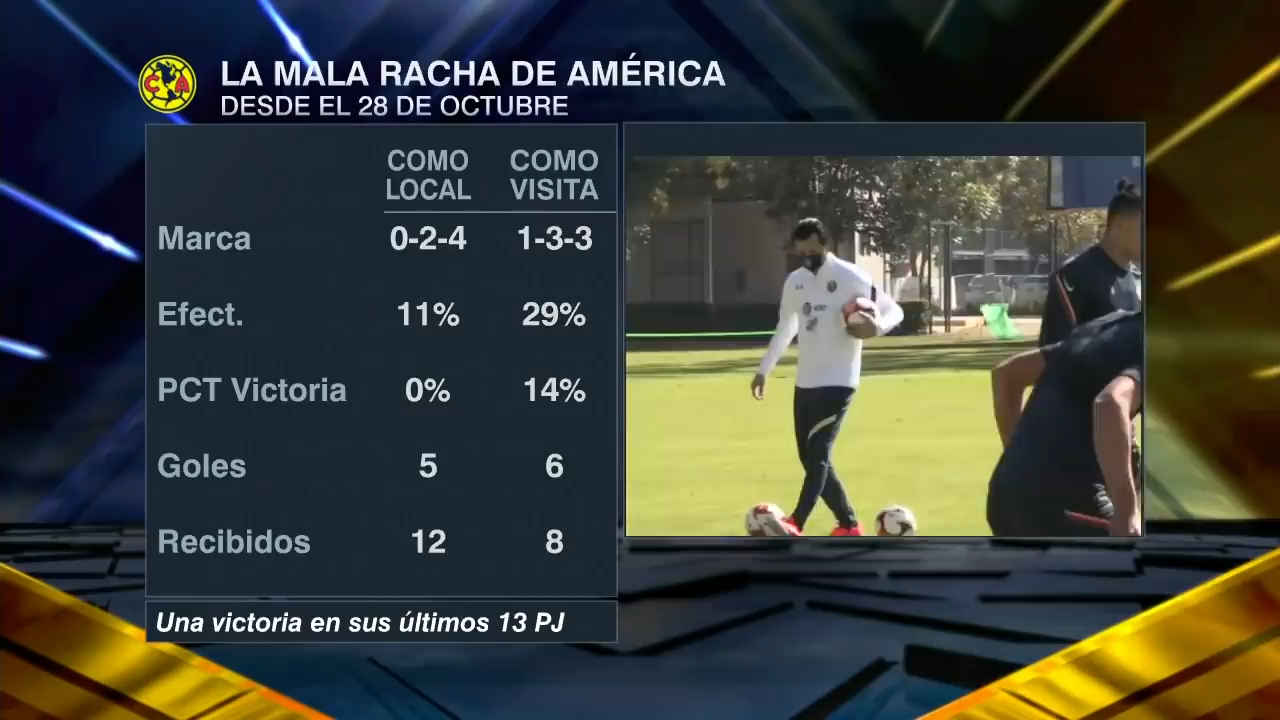 CA
LA MALA RACHA DE AMÉRICA
DESDE EL 28 DE OCTUBRE
COMO LOCAL COMO VISITA
Marca 0-2-4 1-3-3
Efect. 11% 29%
PCT Victoria 0% 14%
Goles 5 6
Recibidos 12 8
Una victoria en sus últimos 13 PJ